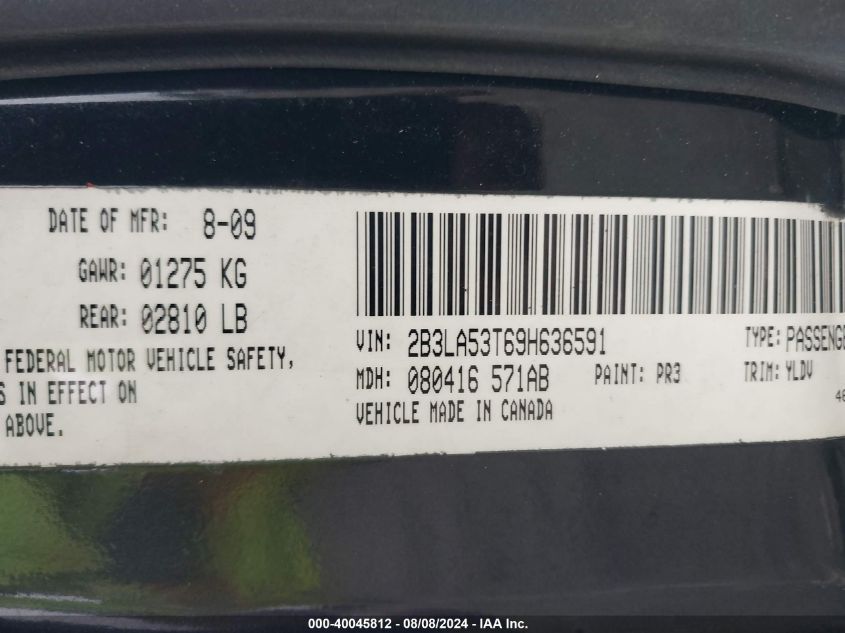 DATE OF MFR: 8-09
GAWR: 01275 KG
REAR: 02810 LB
FEDERAL MOTOR VEHICLE SAFETY,
S IN EFFECT ON
ABOVE.
VIN: 2B3LA53T69H636591 TYPE: PASSENGE
MDH: 080416 571AB PAINT: PR3 TRIM: YLDV
VEHICLE MADE IN CANADA
000-40045812 - 08/08/2024 - IAA Inc.